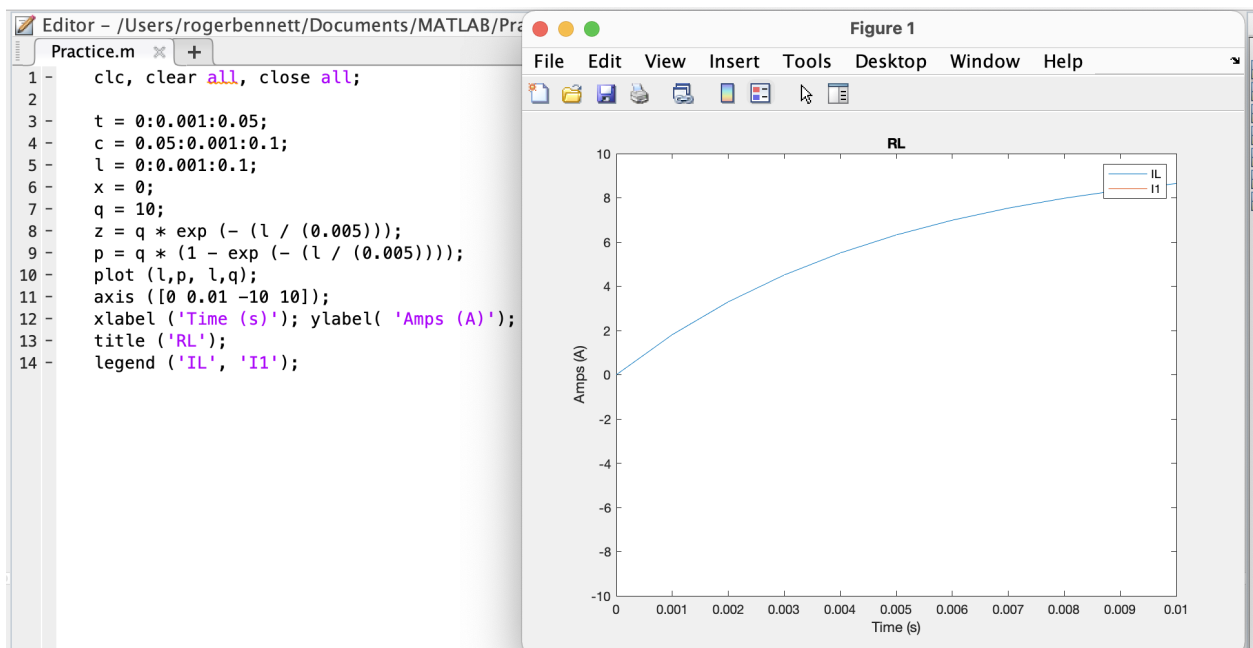 Editor – /Users/rogerbennett/Documents/MATLAB/Pra
Practice.m
1 – clc, clear all, close all;
2
3 – t = 0:0.001:0.05;
4 – c = 0.05:0.001:0.1;
5 – l = 0:0.001:0.1;
6 – x = 0;
7 – q = 10;
8 – z = q * exp (– (l / (0.005)));
9 – p = q * (1 – exp (– (l / (0.005))));
10 – plot (l,p, l,q);
11 – axis ([0 0.01 –10 10]);
12 – xlabel ('Time (s)'); ylabel( 'Amps (A)');
13 – title ('RL');
14 – legend ('IL', 'I1');
Figure 1
File Edit View Insert Tools Desktop Window Help
RL
IL
I1
10
8
6
4
2
0
-2
-4
-6
-8
-10
Amps (A)
0 0.001 0.002 0.003 0.004 0.005 0.006 0.007 0.008 0.009 0.01
Time (s)